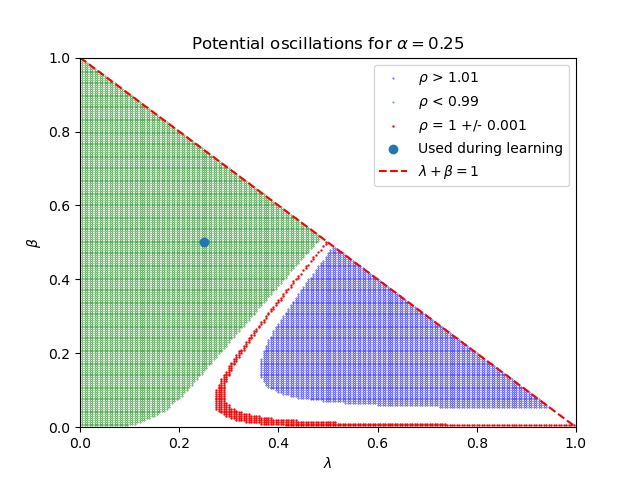 Potential oscillations for α = 0.25
ρ > 1.01
ρ < 0.99
ρ = 1 +/- 0.001
Used during learning
λ + β = 1
1.0
0.8
0.6
0.4
0.2
0.0
β
0.0 0.2 0.4 0.6 0.8 1.0
λ